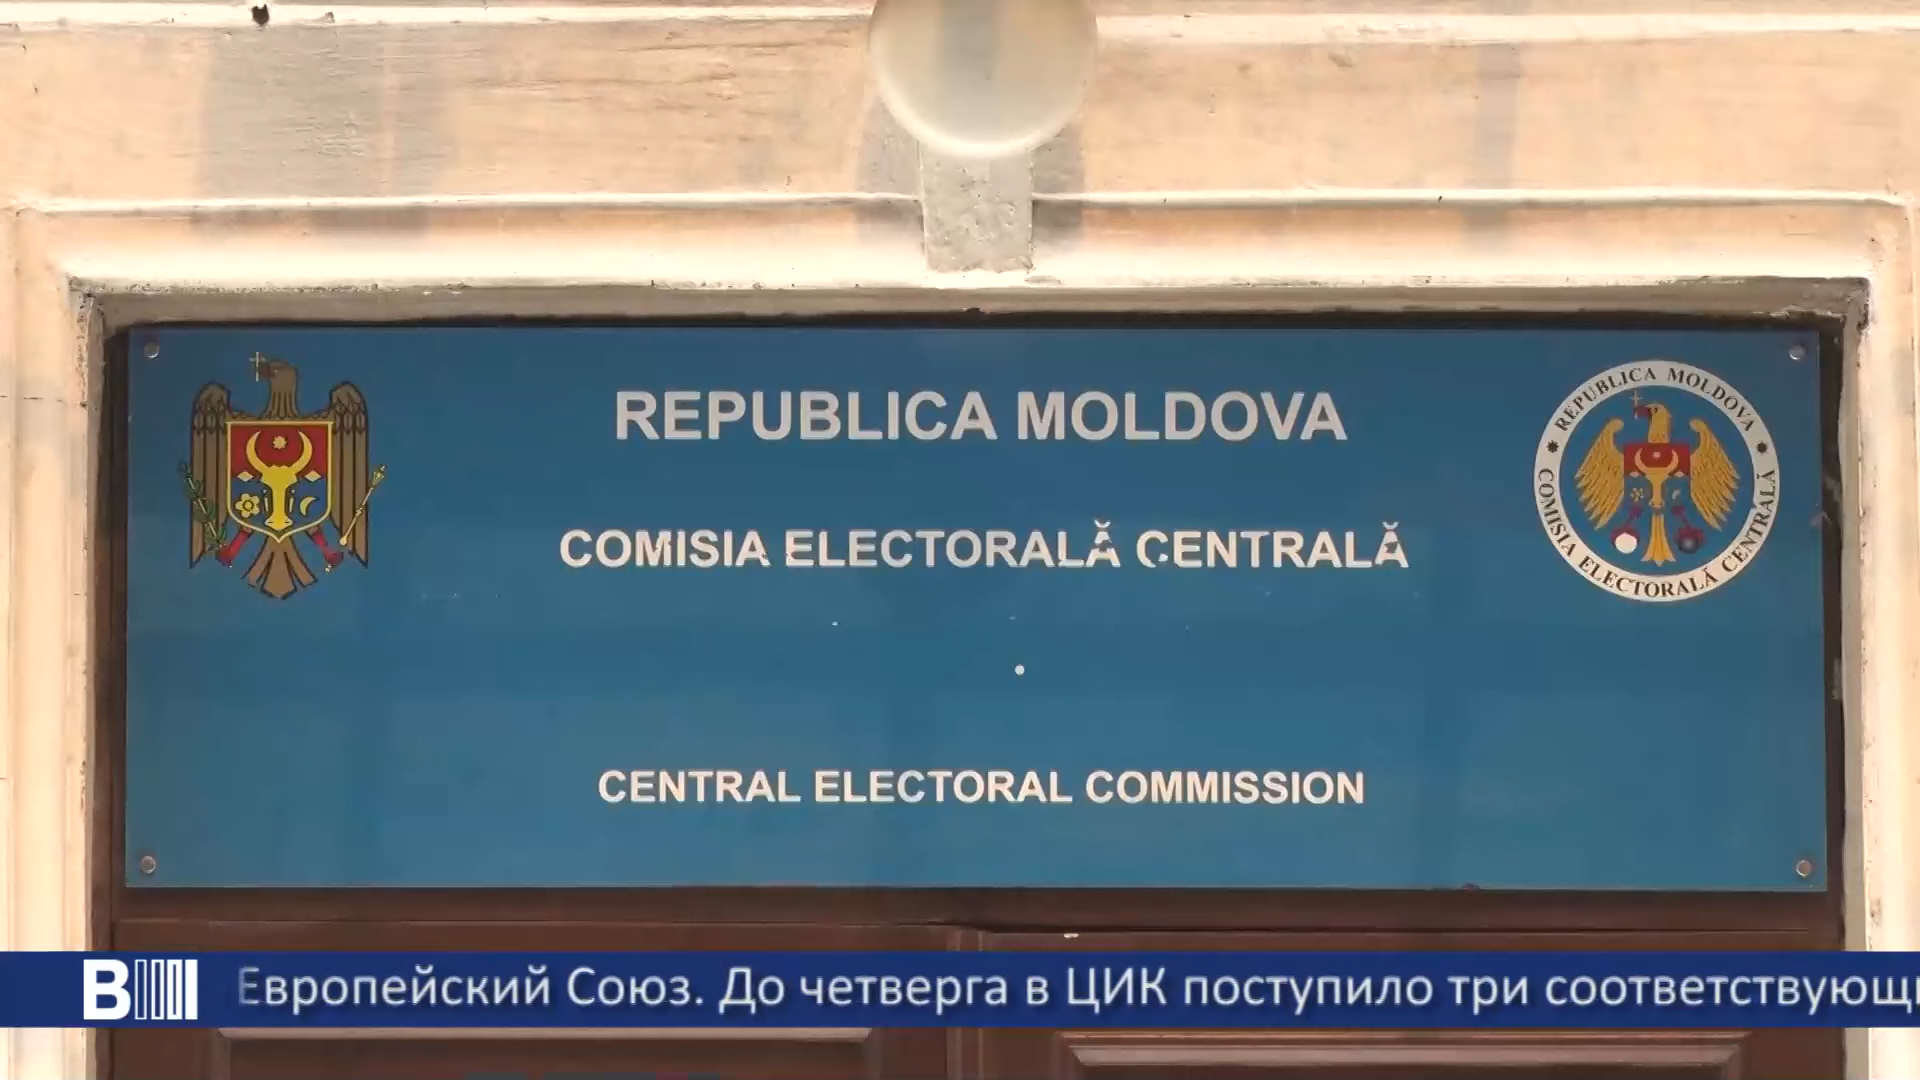 REPUBLICA MOLDOVA
COMISIA ELECTORALĂ CENTRALĂ
CENTRAL ELECTORAL COMMISSION
REPUBLICA MOLDOVA
COMISIA ELECTORALĂ CENTRALĂ
B
Европейский Союз. До четверга в ЦИК поступило три